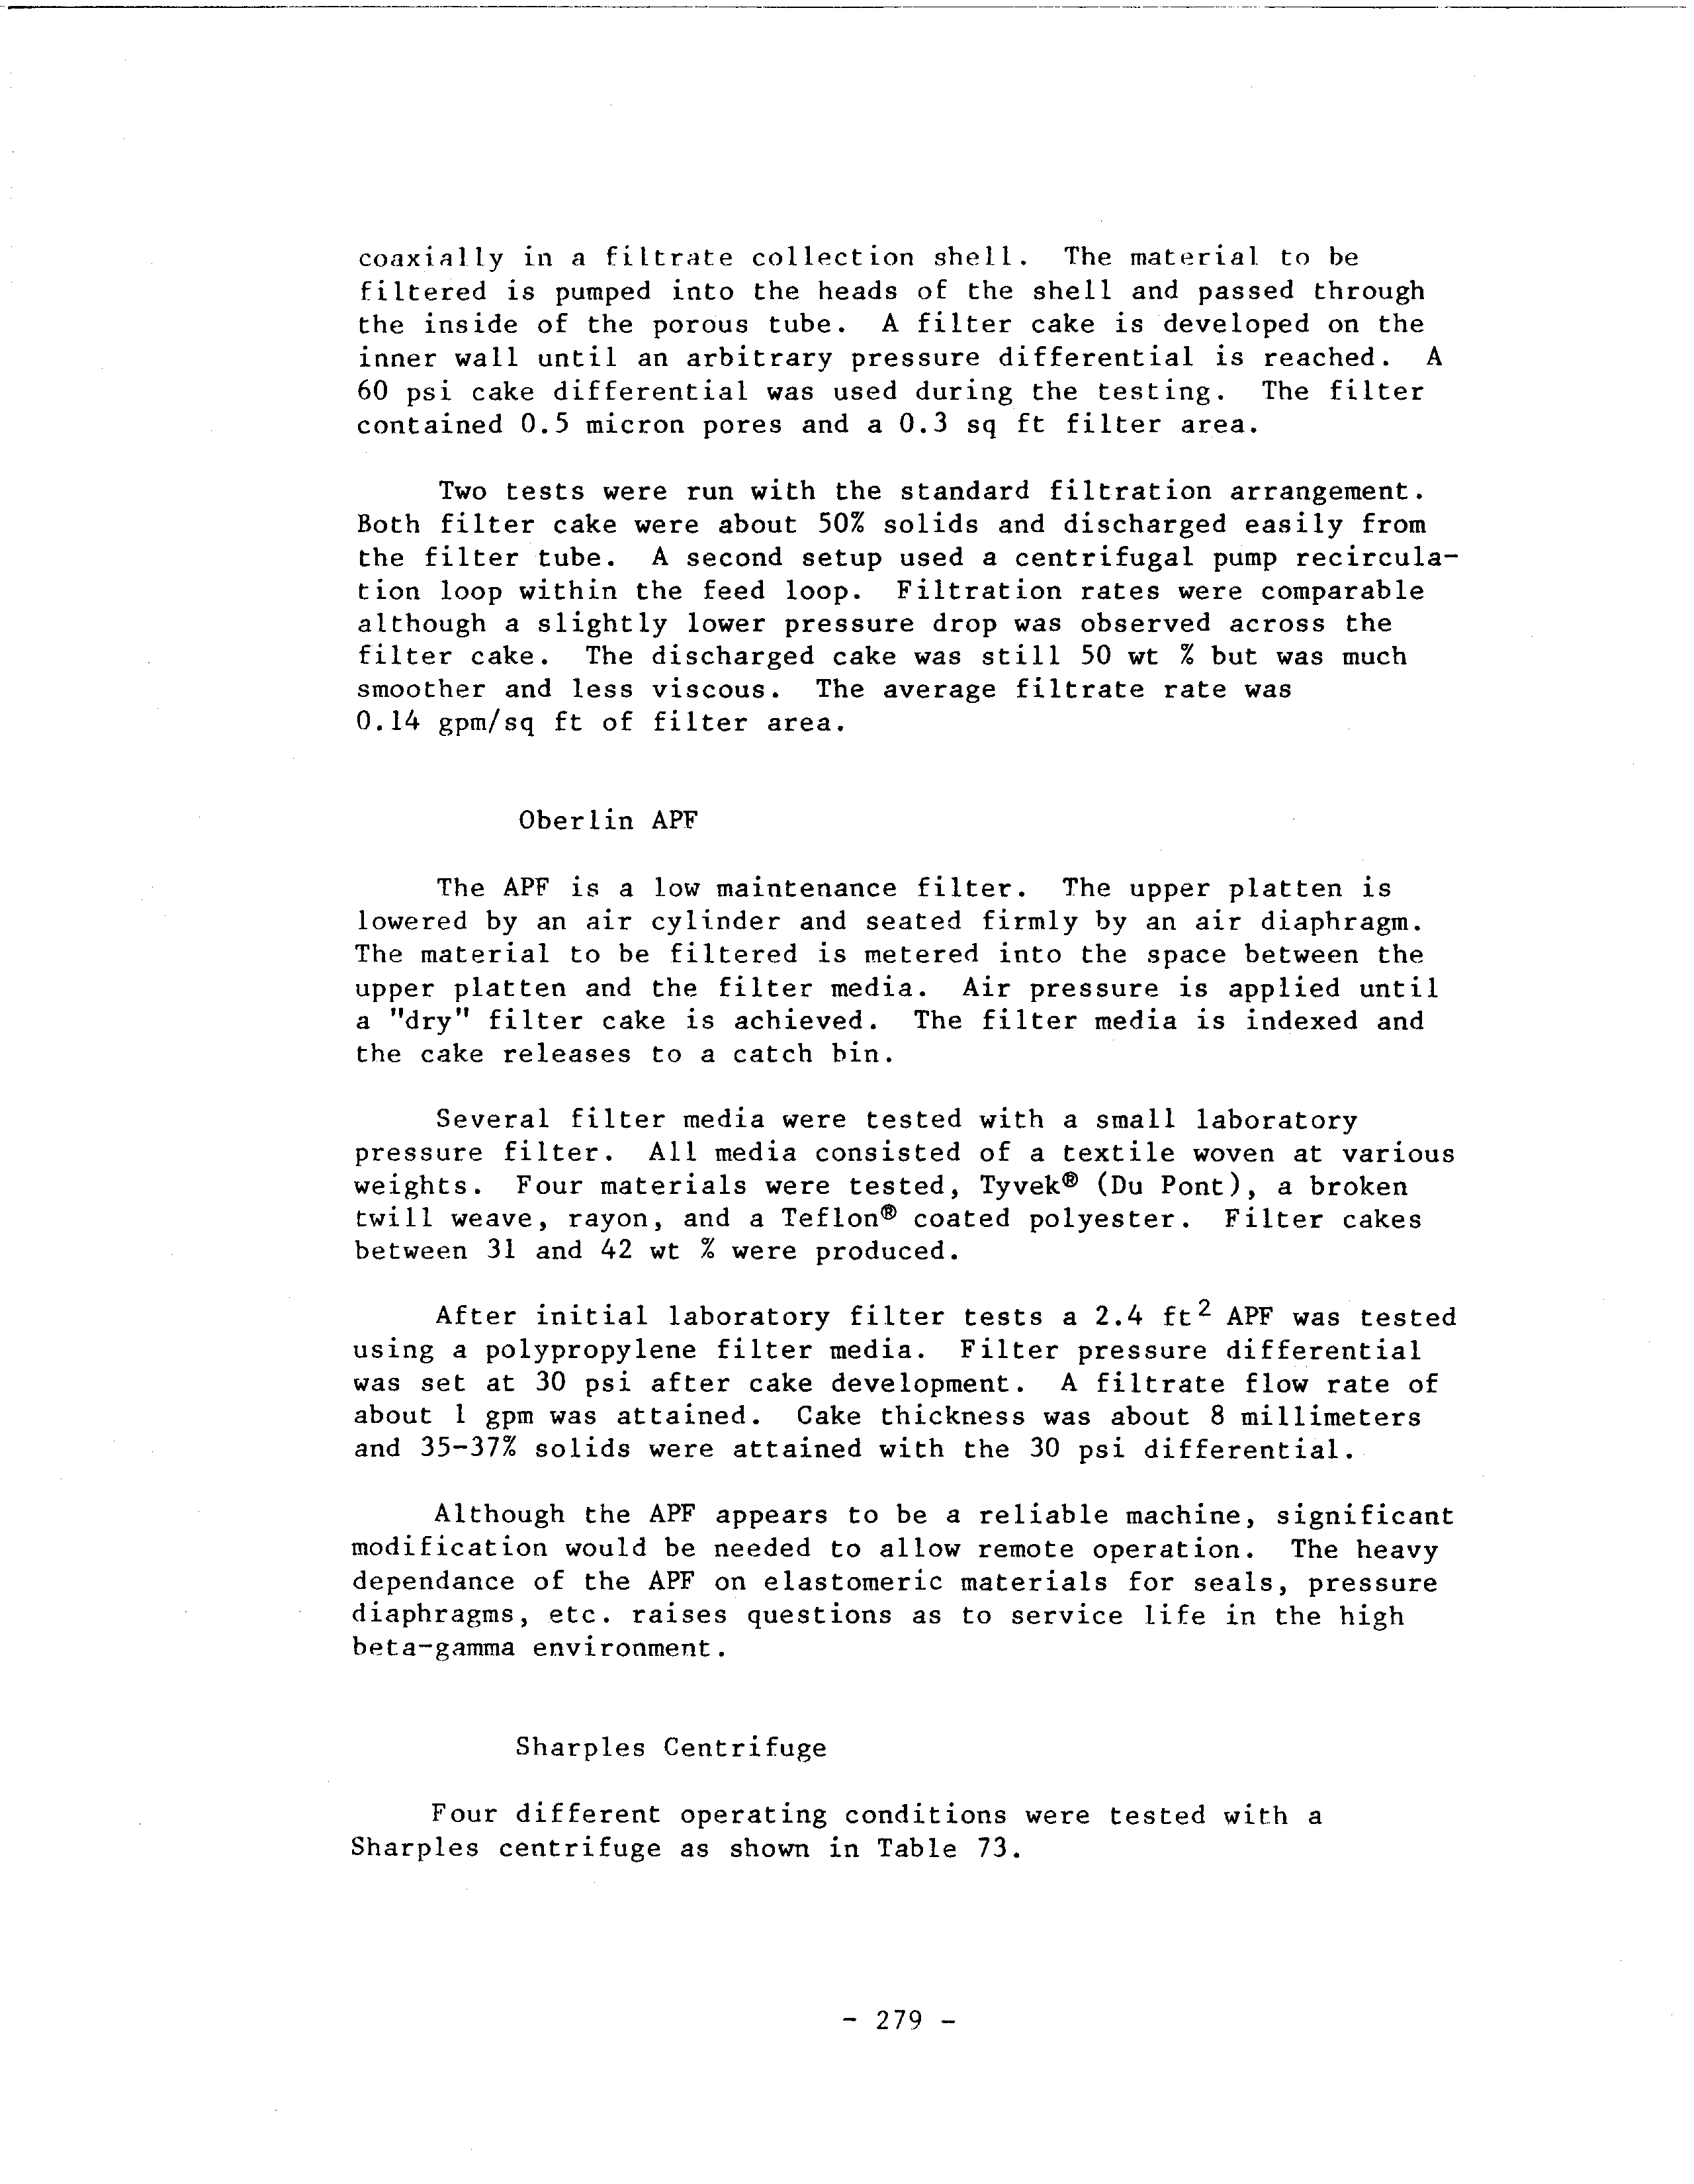 coaxially in a filtrate collection shell. The material to be
filtered is pumped into the heads of the shell and passed through
the inside of the porous tube. A filter cake is developed on the
inner wall until an arbitrary pressure differential is reached. A
60 psi cake differential was used during the testing. The filter
contained 0.5 micron pores and a 0.3 sq ft filter area.
Two tests were run with the standard filtration arrangement.
Both filter cake were about 50% solids and discharged easily from
the filter tube. A second setup used a centrifugal pump recircula-
tion loop within the feed loop. Filtration rates were comparable
although a slightly lower pressure drop was observed across the
filter cake. The discharged cake was still 50 wt % but was much
smoother and less viscous. The average filtrate rate was
0.14 gpm/sq ft of filter area.
Oberlin APF
The APF is a low maintenance filter. The upper platten is
lowered by an air cylinder and seated firmly by an air diaphragm.
The material to be filtered is metered into the space between the
upper platten and the filter media. Air pressure is applied until
a "dry" filter cake is achieved. The filter media is indexed and
the cake releases to a catch bin.
Several filter media were tested with a small laboratory
pressure filter. All media consisted of a textile woven at various
weights. Four materials were tested, Tyvek® (Du Pont), a broken
twill weave, rayon, and a Teflon® coated polyester. Filter cakes
between 31 and 42 wt % were produced.
After initial laboratory filter tests a 2.4 ft² APF was tested
using a polypropylene filter media. Filter pressure differential
was set at 30 psi after cake development. A filtrate flow rate of
about 1 gpm was attained. Cake thickness was about 8 millimeters
and 35-37% solids were attained with the 30 psi differential.
Although the APF appears to be a reliable machine, significant
modification would be needed to allow remote operation. The heavy
dependance of the APF on elastomeric materials for seals, pressure
diaphragms, etc. raises questions as to service life in the high
beta-gamma environment.
Sharples Centrifuge
Four different operating conditions were tested with a
Sharples centrifuge as shown in Table 73.
- 279 -